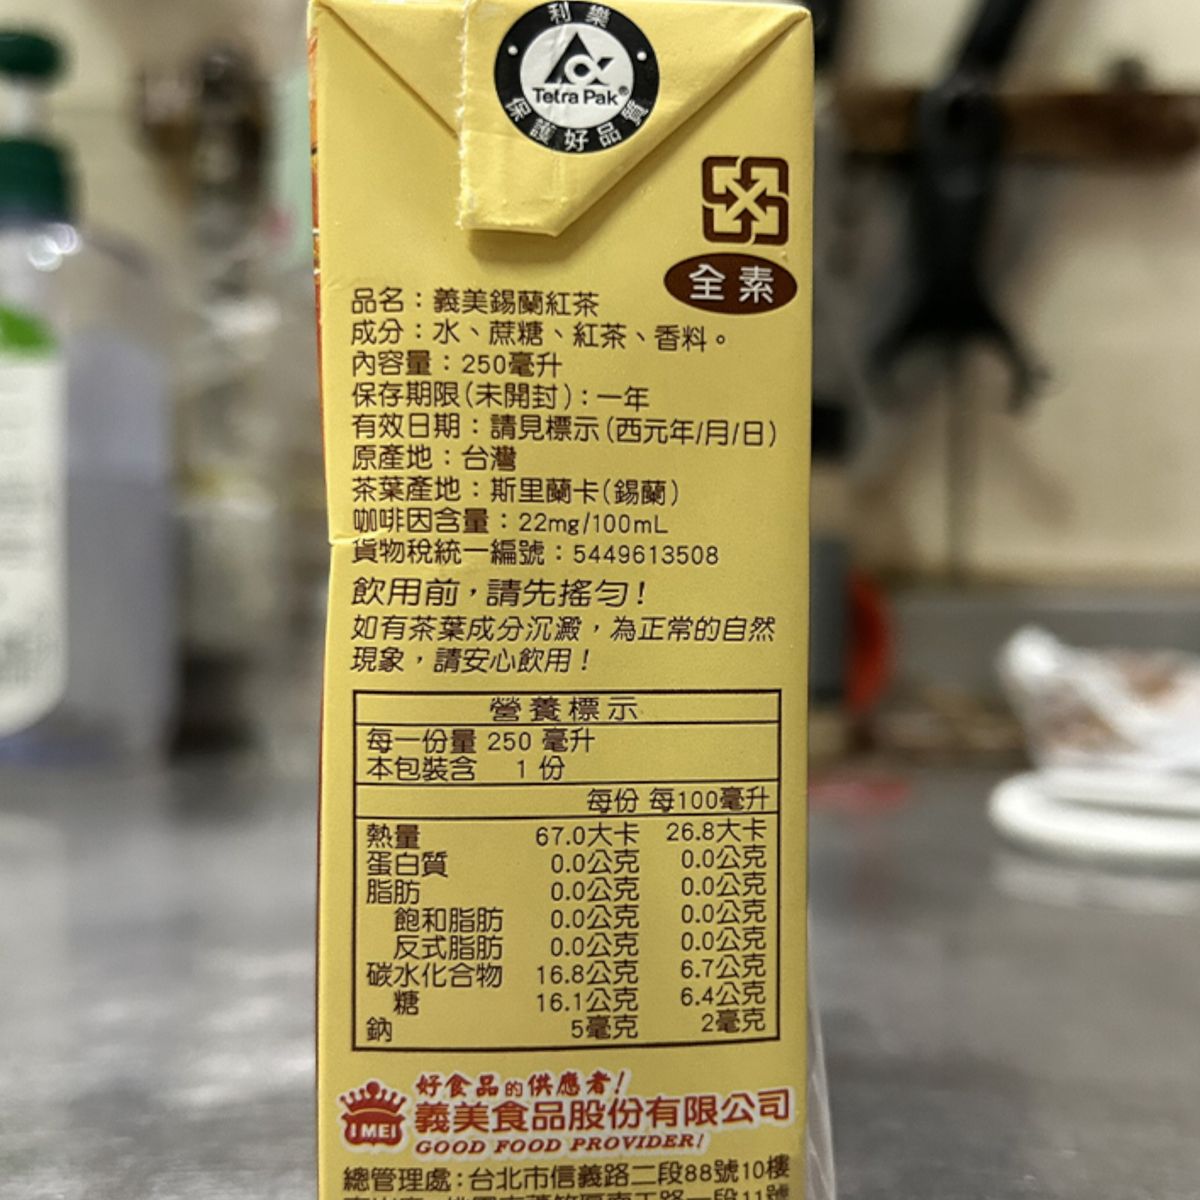 利樂
Tetra Pak®
保護好品質
全素
品名：義美錫蘭紅茶
成分：水、蔗糖、紅茶、香料。
內容量：250毫升
保存期限(未開封)：一年
有效日期：請見標示(西元年/月/日)
原產地：台灣
茶葉產地：斯里蘭卡(錫蘭)
咖啡因含量：22mg/100mL
貨物稅統一編號：5449613508
飲用前，請先搖勻！
如有茶葉成分沉澱，為正常的自然
現象，請安心飲用！
營養標示
每一份量 250 毫升
本包裝含 1 份
每份 每100毫升
熱量 67.0大卡 26.8大卡
蛋白質 0.0公克 0.0公克
脂肪 0.0公克 0.0公克
飽和脂肪 0.0公克 0.0公克
反式脂肪 0.0公克 0.0公克
碳水化合物 16.8公克 6.7公克
糖 16.1公克 6.4公克
鈉 5毫克 2毫克
好食品的供應者！
I MEI 義美食品股份有限公司
GOOD FOOD PROVIDER!
總管理處：台北市信義路二段88號10樓